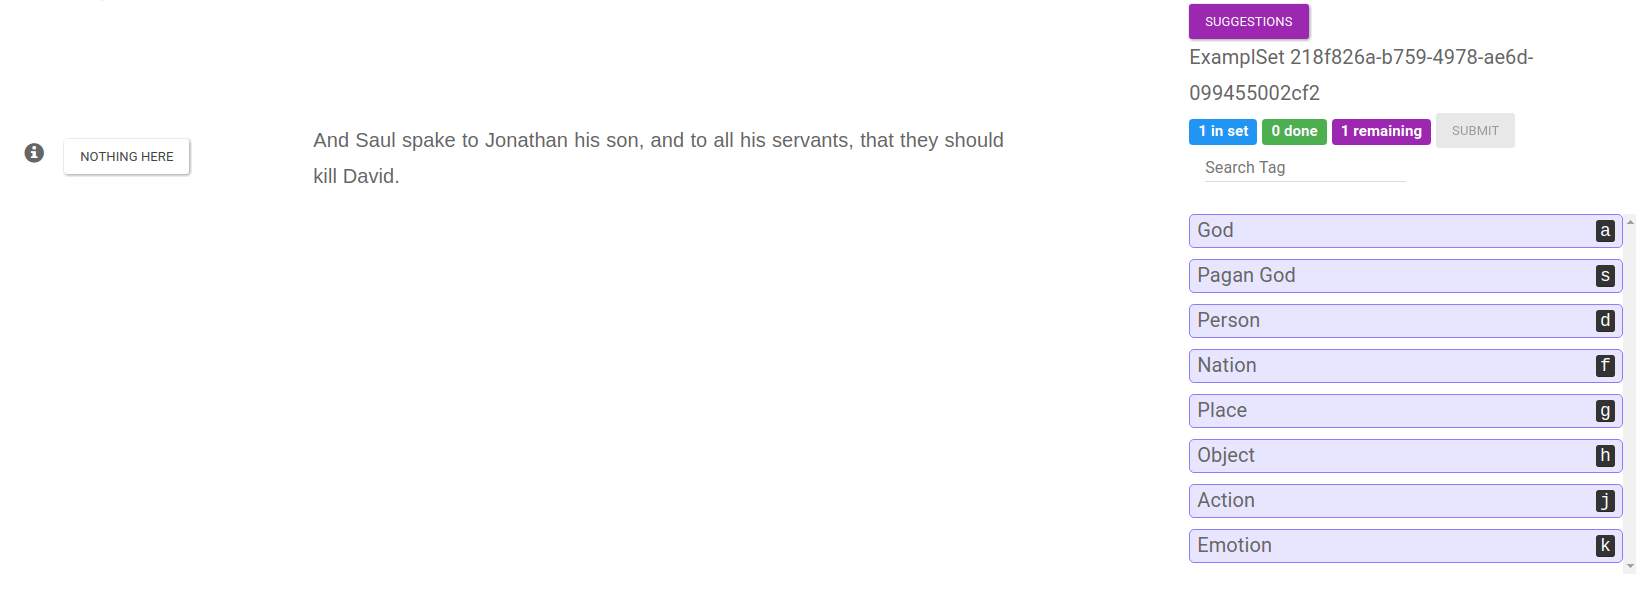 SUGGESTIONS
ExamplSet 218f826a-b759-4978-ae6d-
099455002cf2
1 in set 0 done 1 remaining SUBMIT
Search Tag
NOTHING HERE
And Saul spake to Jonathan his son, and to all his servants, that they should
kill David.
God a
Pagan God s
Person d
Nation f
Place g
Object h
Action j
Emotion k